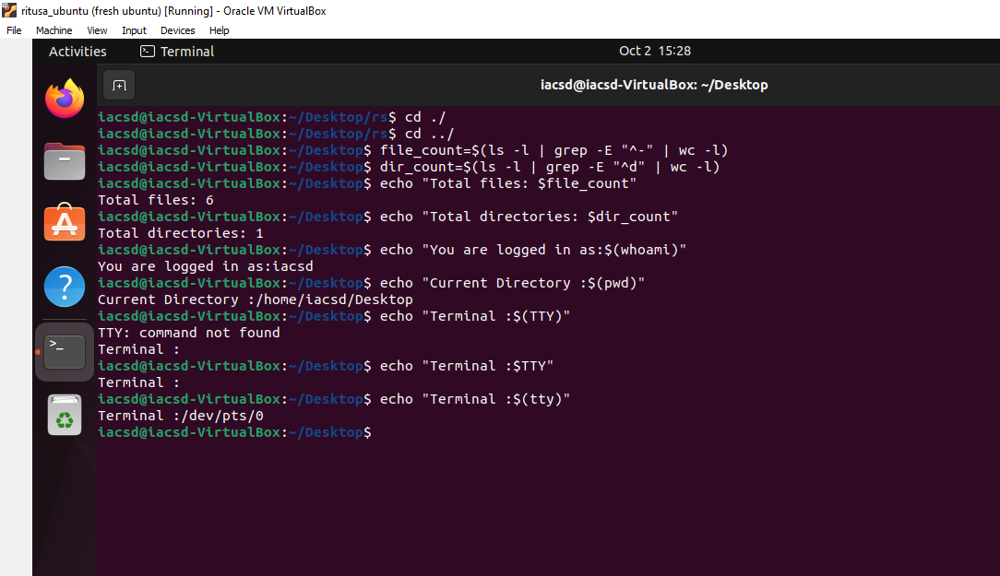 ritusa_ubuntu (fresh ubuntu) [Running] - Oracle VM VirtualBox
File Machine View Input Devices Help
Activities Terminal Oct 2 15:28
iacsd@iacsd-VirtualBox: ~/Desktop
iacsd@iacsd-VirtualBox:~/Desktop/rs$ cd ./
iacsd@iacsd-VirtualBox:~/Desktop/rs$ cd ../
iacsd@iacsd-VirtualBox:~/Desktop$ file_count=$(ls -l | grep -E "^-" | wc -l)
iacsd@iacsd-VirtualBox:~/Desktop$ dir_count=$(ls -l | grep -E "^d" | wc -l)
iacsd@iacsd-VirtualBox:~/Desktop$ echo "Total files: $file_count"
Total files: 6
iacsd@iacsd-VirtualBox:~/Desktop$ echo "Total directories: $dir_count"
Total directories: 1
iacsd@iacsd-VirtualBox:~/Desktop$ echo "You are logged in as:$(whoami)"
You are logged in as:iacsd
iacsd@iacsd-VirtualBox:~/Desktop$ echo "Current Directory :$(pwd)"
Current Directory :/home/iacsd/Desktop
iacsd@iacsd-VirtualBox:~/Desktop$ echo "Terminal :$(TTY)"
TTY: command not found
Terminal :
iacsd@iacsd-VirtualBox:~/Desktop$ echo "Terminal :$TTY"
Terminal :
iacsd@iacsd-VirtualBox:~/Desktop$ echo "Terminal :$(tty)"
Terminal :/dev/pts/0
iacsd@iacsd-VirtualBox:~/Desktop$